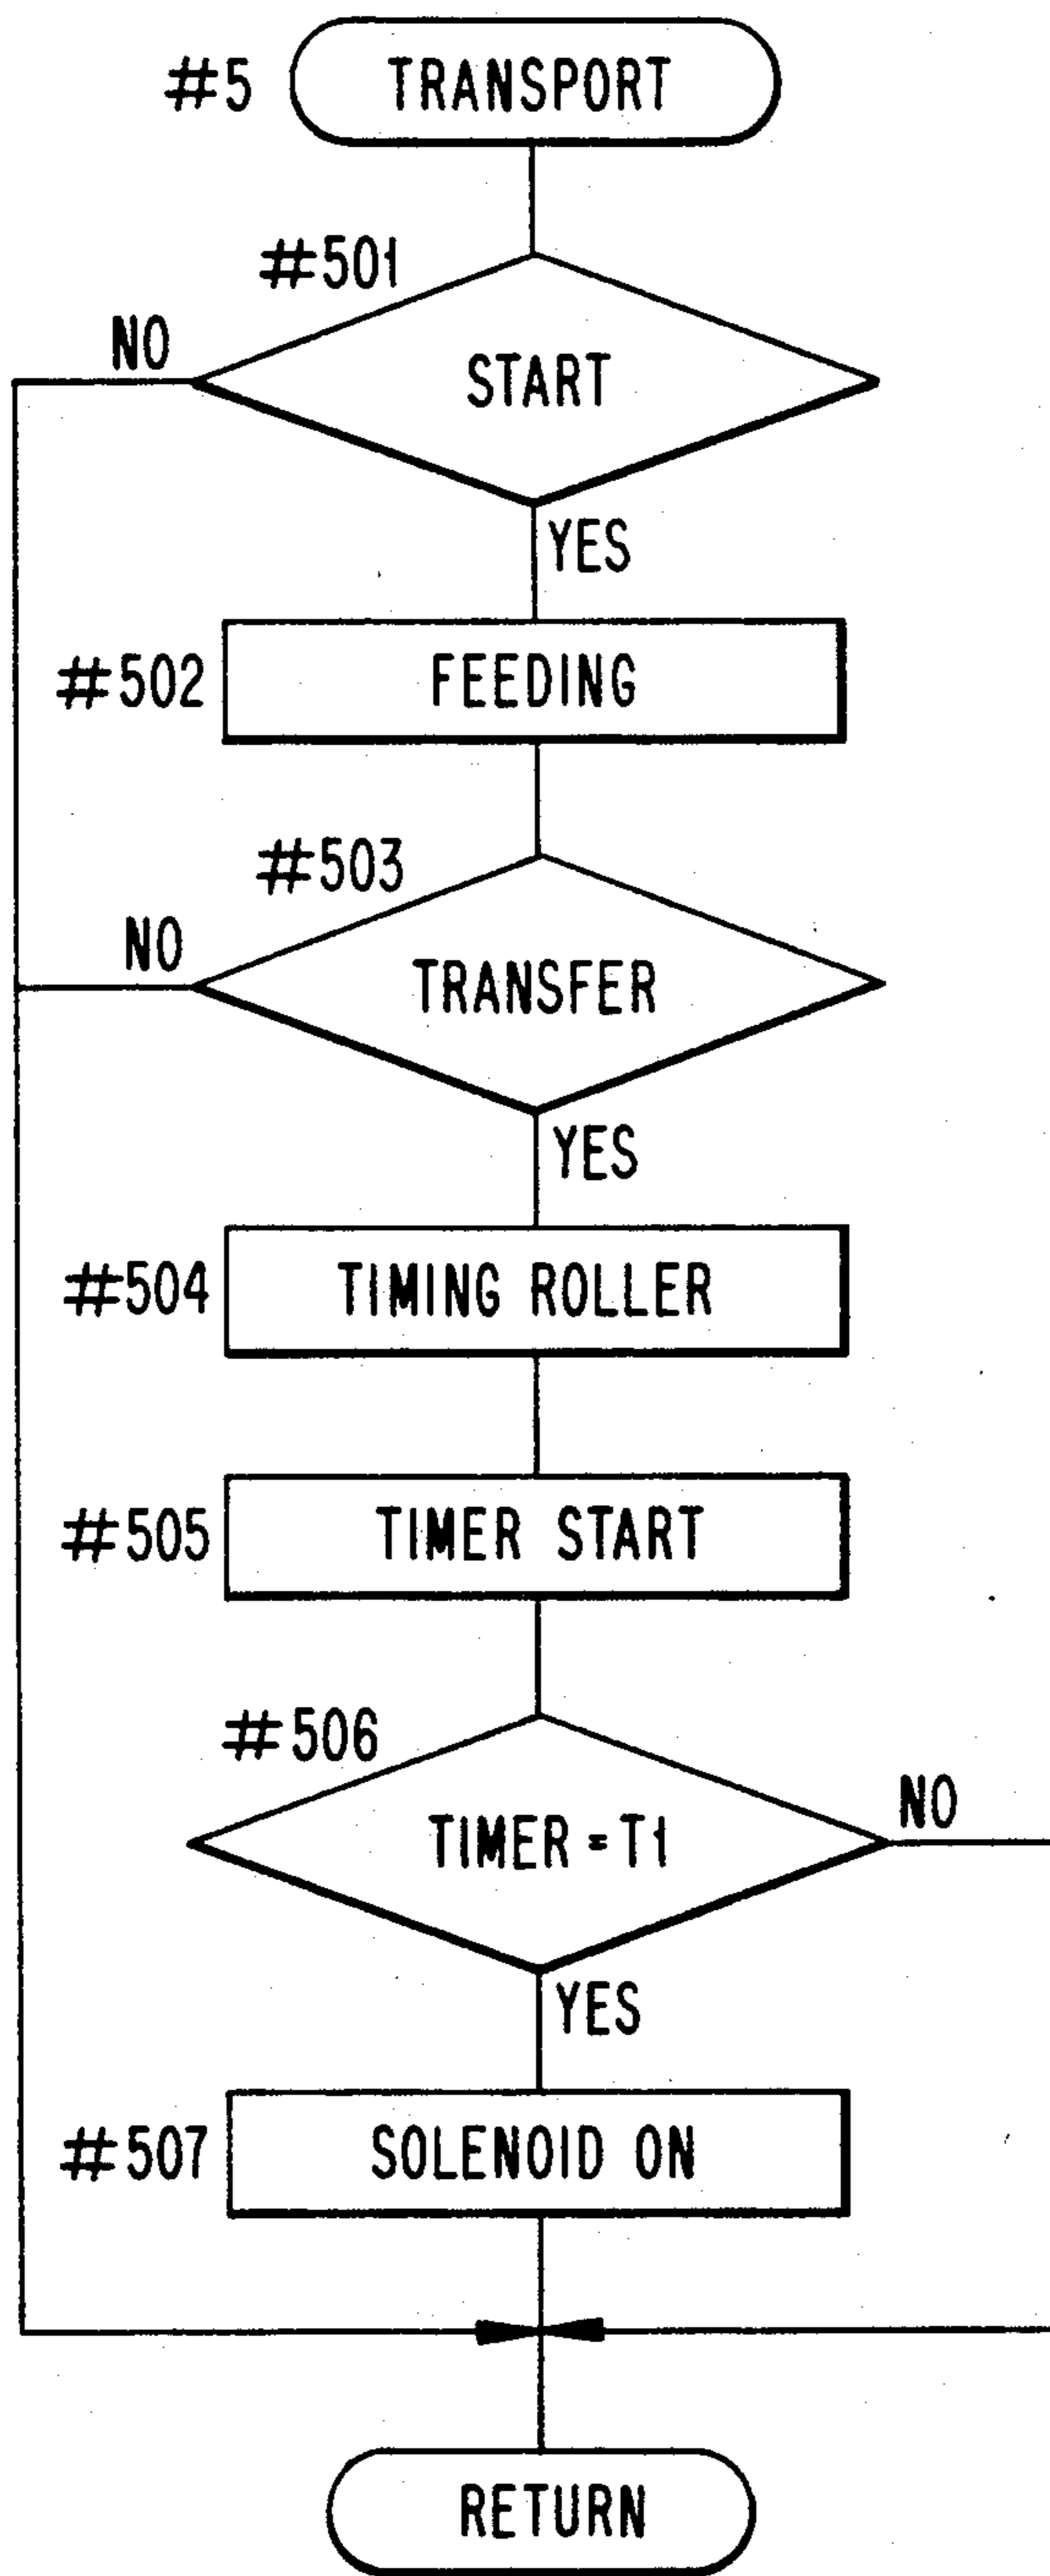 #5 TRANSPORT
#501
NO
START
YES
#502 FEEDING
#503
NO
TRANSFER
YES
#504 TIMING ROLLER
#505 TIMER START
#506
NO
TIMER = T1
YES
#507 SOLENOID ON
RETURN